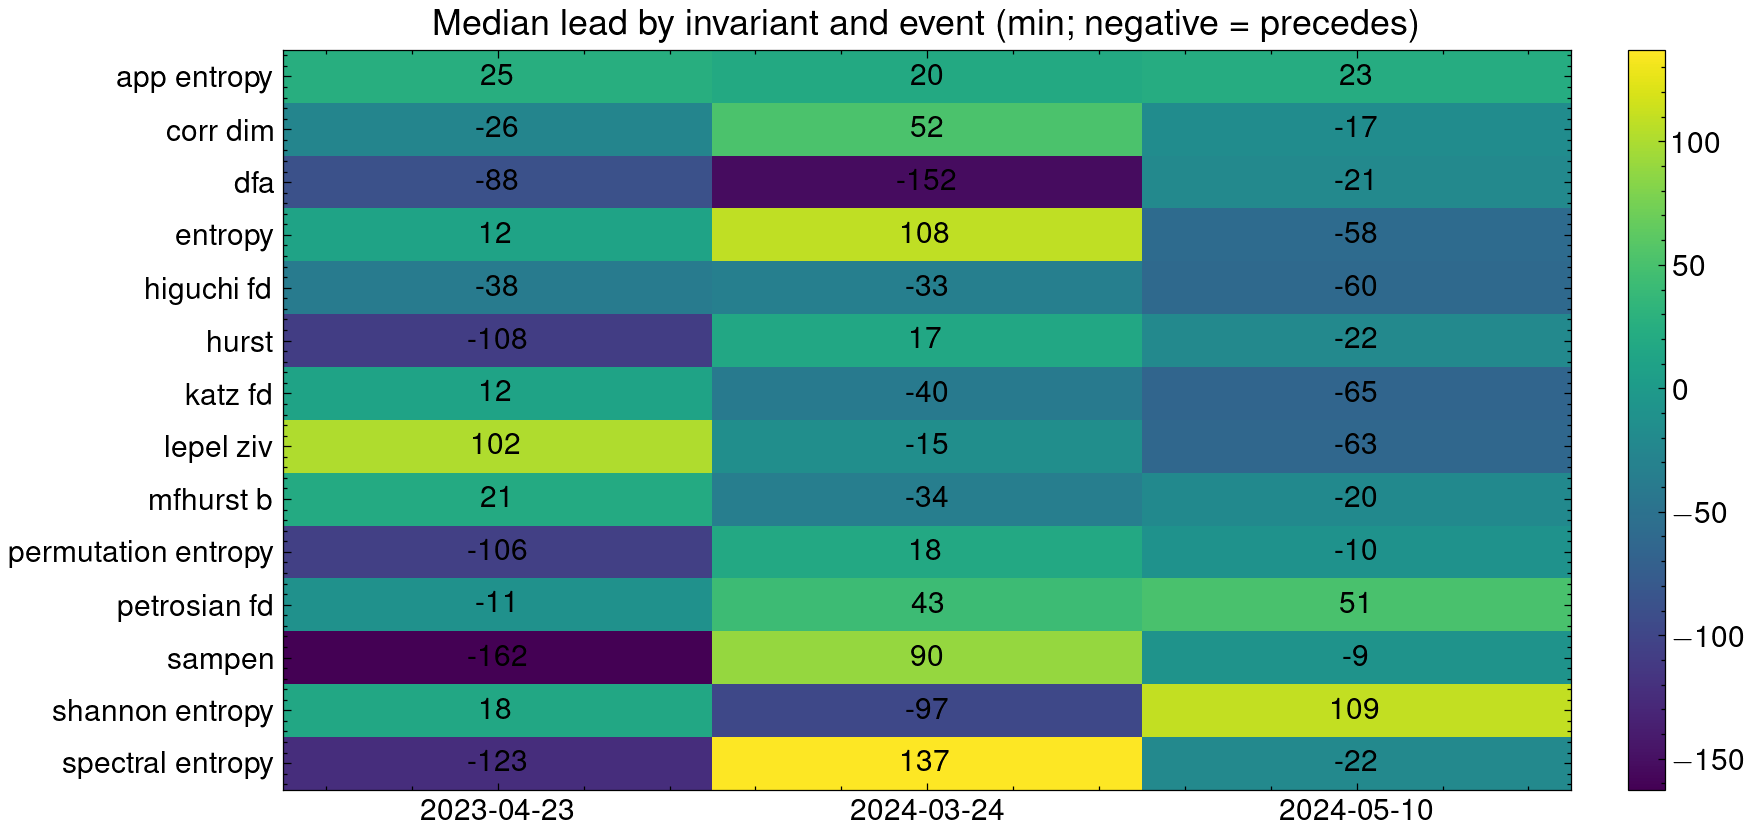 Median lead by invariant and event (min; negative = precedes)
app entropy 25 20 23
corr dim -26 52 -17
dfa -88 -152 -21
entropy 12 108 -58
higuchi fd -38 -33 -60
hurst -108 17 -22
katz fd 12 -40 -65
lepel ziv 102 -15 -63
mfhurst b 21 -34 -20
permutation entropy -106 18 -10
petrosian fd -11 43 51
sampen -162 90 -9
shannon entropy 18 -97 109
spectral entropy -123 137 -22
2023-04-23 2024-03-24 2024-05-10
100
50
0
−50
−100
−150